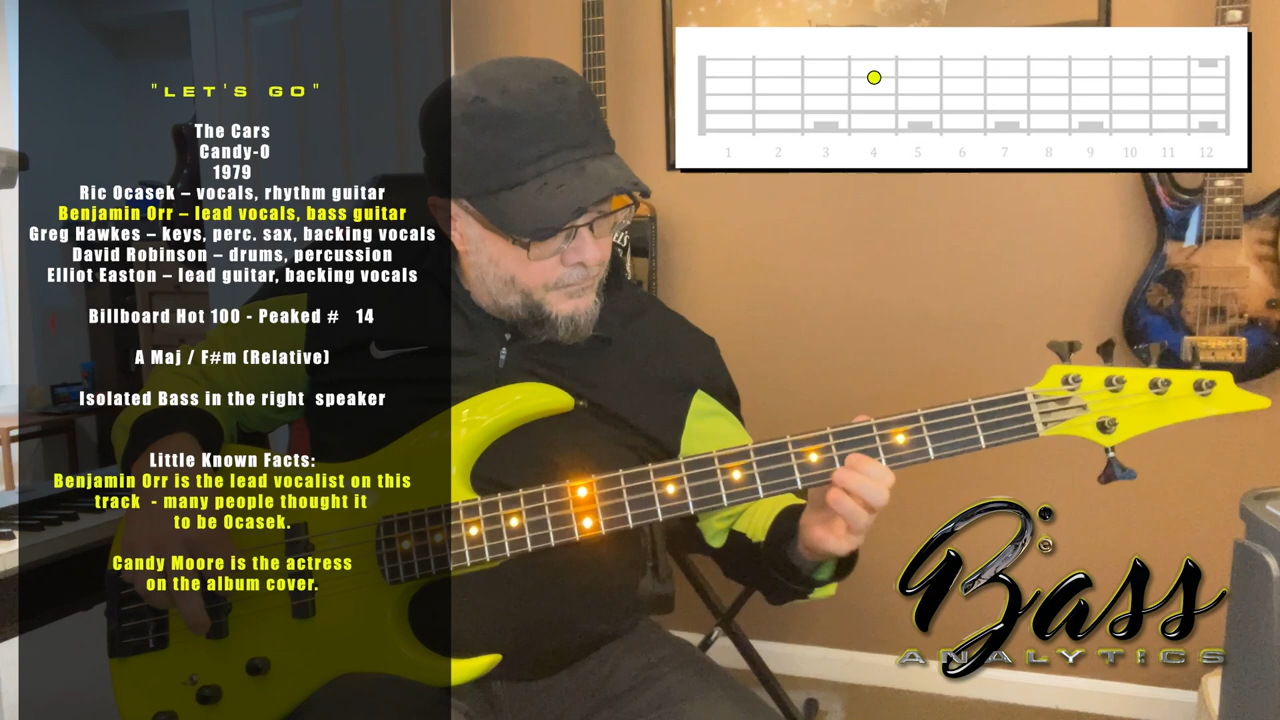 "LET'S GO"
The Cars
Candy-O
1979
Ric Ocasek – vocals, rhythm guitar
Benjamin Orr – lead vocals, bass guitar
Greg Hawkes – keys, perc. sax, backing vocals
David Robinson – drums, percussion
Elliot Easton – lead guitar, backing vocals
Billboard Hot 100 - Peaked # 14
A Maj / F#m (Relative)
Isolated Bass in the right speaker
Little Known Facts:
Benjamin Orr is the lead vocalist on this
track - many people thought it
to be Ocasek.
Candy Moore is the actress
on the album cover.
1 2 3 4 5 6 7 8 9 10 11 12
Bass
ANALYTICS